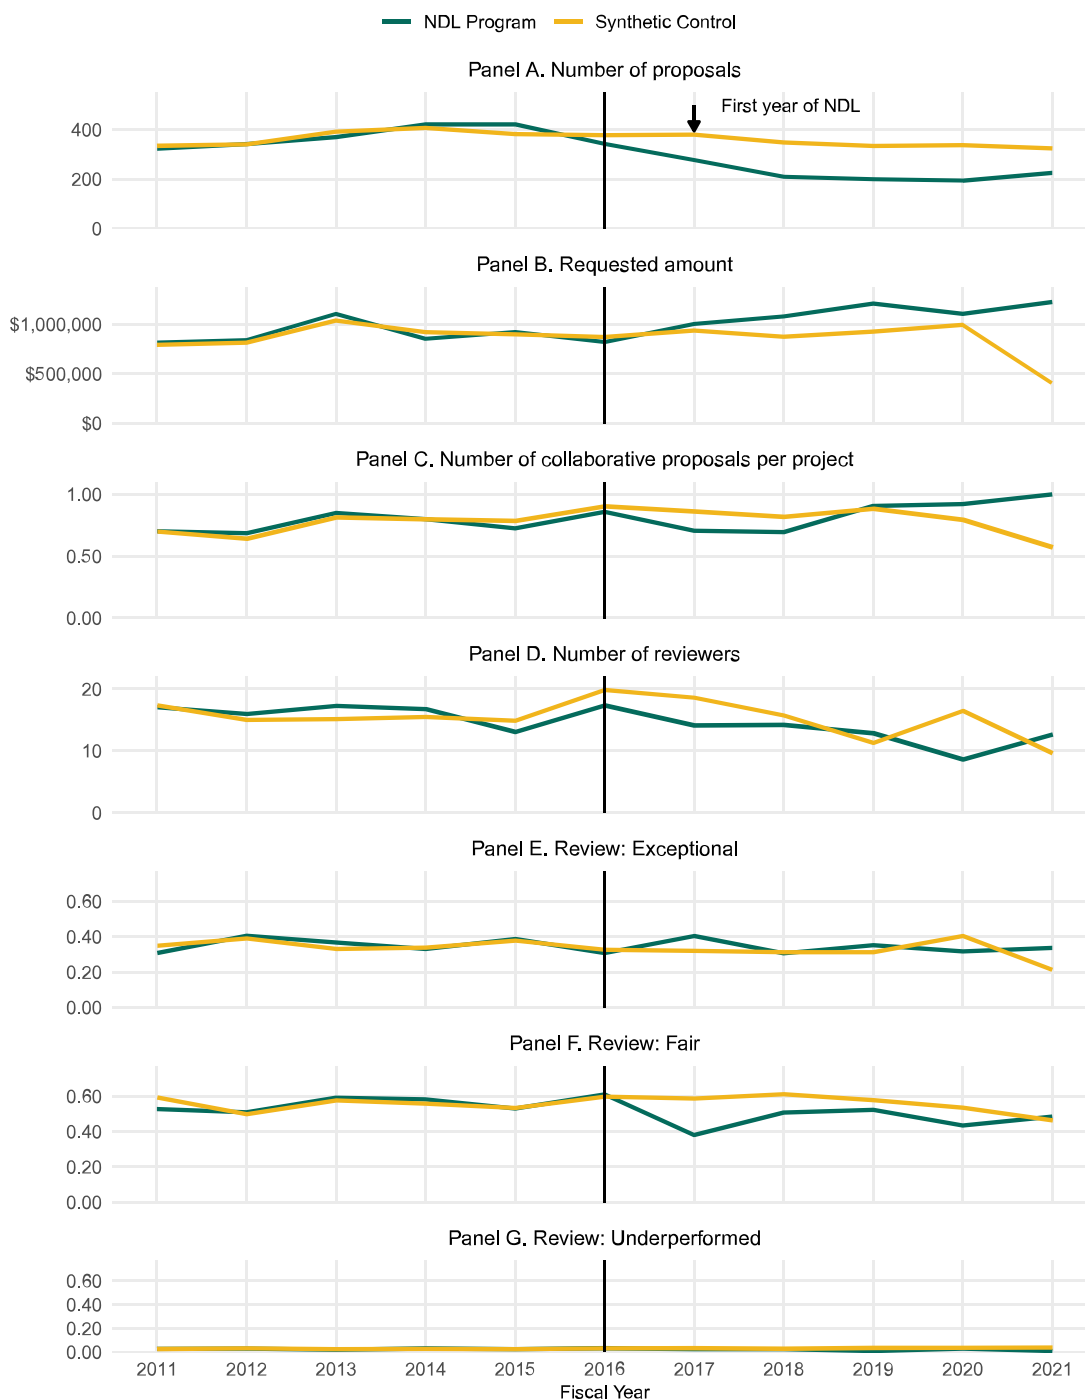 NDL Program Synthetic Control
Panel A. Number of proposals
First year of NDL
400
200
0
Panel B. Requested amount
$1,000,000
$500,000
$0
Panel C. Number of collaborative proposals per project
1.00
0.50
0.00
Panel D. Number of reviewers
20
10
0
Panel E. Review: Exceptional
0.60
0.40
0.20
0.00
Panel F. Review: Fair
0.60
0.40
0.20
0.00
Panel G. Review: Underperformed
0.60
0.40
0.20
0.00
2011 2012 2013 2014 2015 2016 2017 2018 2019 2020 2021
Fiscal Year